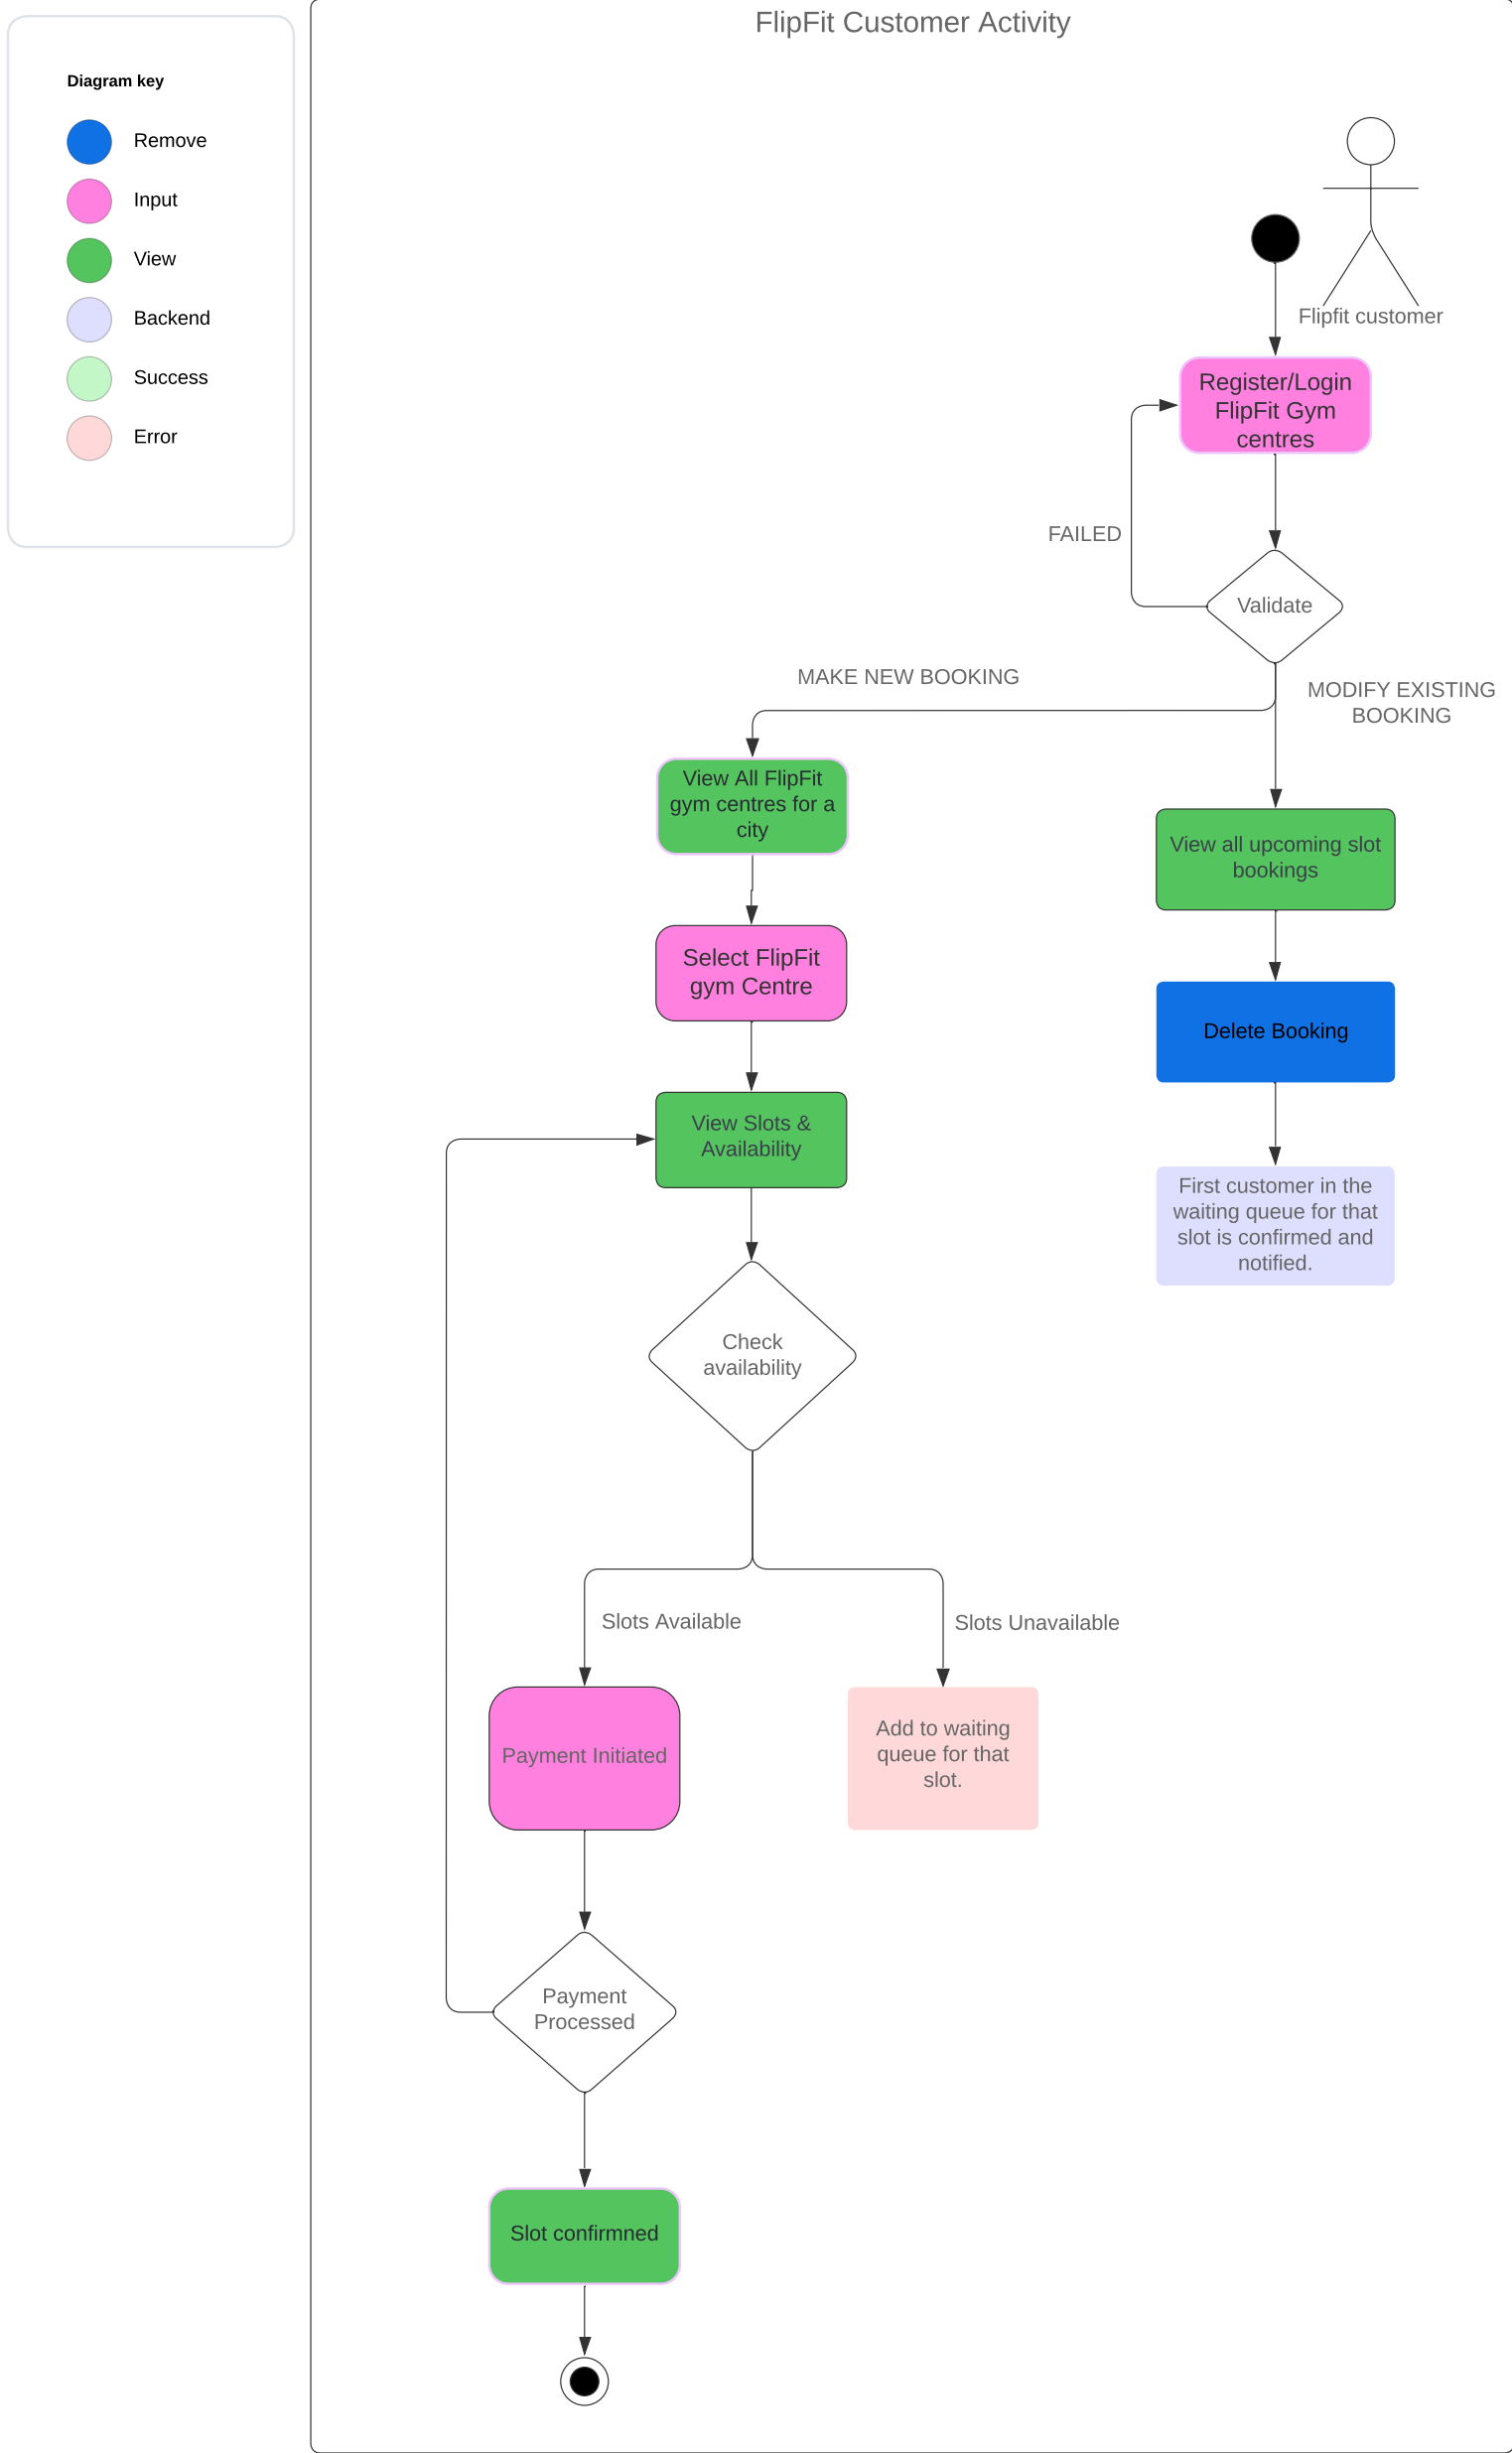 FlipFit Customer Activity
Diagram key
Remove
Input
View
Backend
Success
Error
Flipfit customer
Register/Login
FlipFit Gym
centres
FAILED
Validate
MAKE NEW BOOKING
MODIFY EXISTING
BOOKING
View All FlipFit
gym centres for a
city
View all upcoming slot
bookings
Select FlipFit
gym Centre
Delete Booking
View Slots &
Availability
First customer in the
waiting queue for that
slot is confirmed and
notified.
Check
availability
Slots Available
Slots Unavailable
Payment Initiated
Add to waiting
queue for that
slot.
Payment
Processed
Slot confirmned